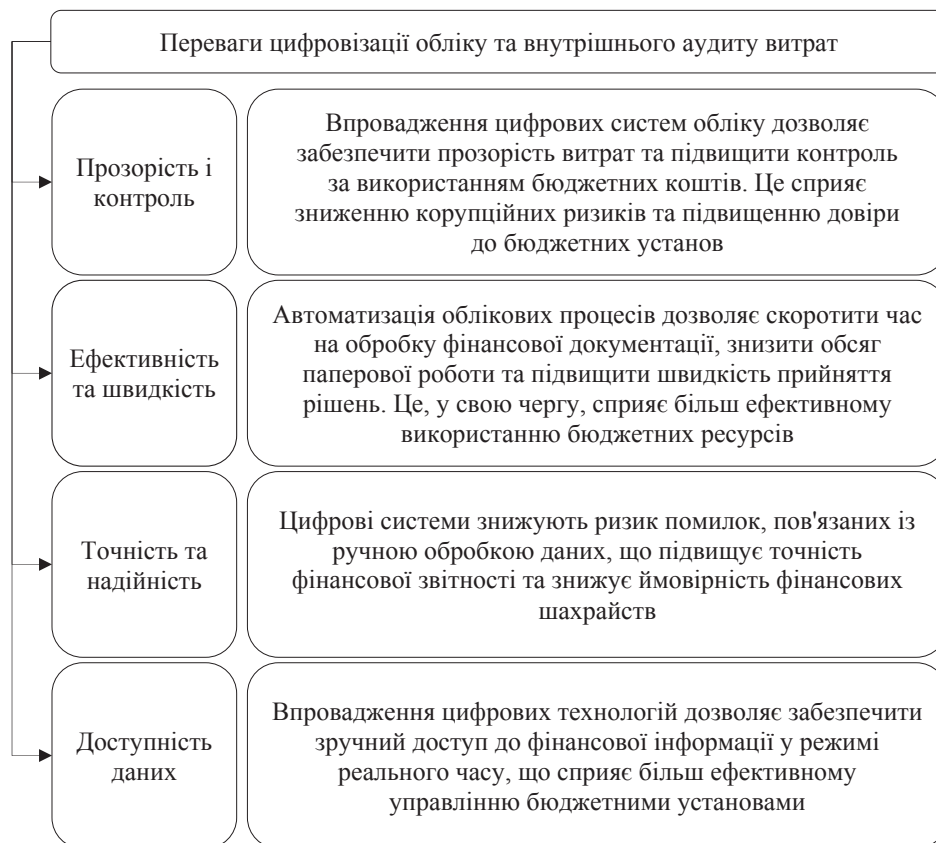 Переваги цифровізації обліку та внутрішнього аудиту витрат
Прозорість і
контроль
Впровадження цифрових систем обліку дозволяє
забезпечити прозорість витрат та підвищити контроль
за використанням бюджетних коштів. Це сприяє
зниженню корупційних ризиків та підвищенню довіри
до бюджетних установ
Ефективність
та швидкість
Автоматизація облікових процесів дозволяє скоротити час
на обробку фінансової документації, знизити обсяг
паперової роботи та підвищити швидкість прийняття
рішень. Це, у свою чергу, сприяє більш ефективному
використанню бюджетних ресурсів
Точність та
надійність
Цифрові системи знижують ризик помилок, пов'язаних із
ручною обробкою даних, що підвищує точність
фінансової звітності та знижує ймовірність фінансових
шахрайств
Доступність
даних
Впровадження цифрових технологій дозволяє забезпечити
зручний доступ до фінансової інформації у режимі
реального часу, що сприяє більш ефективному
управлінню бюджетними установами